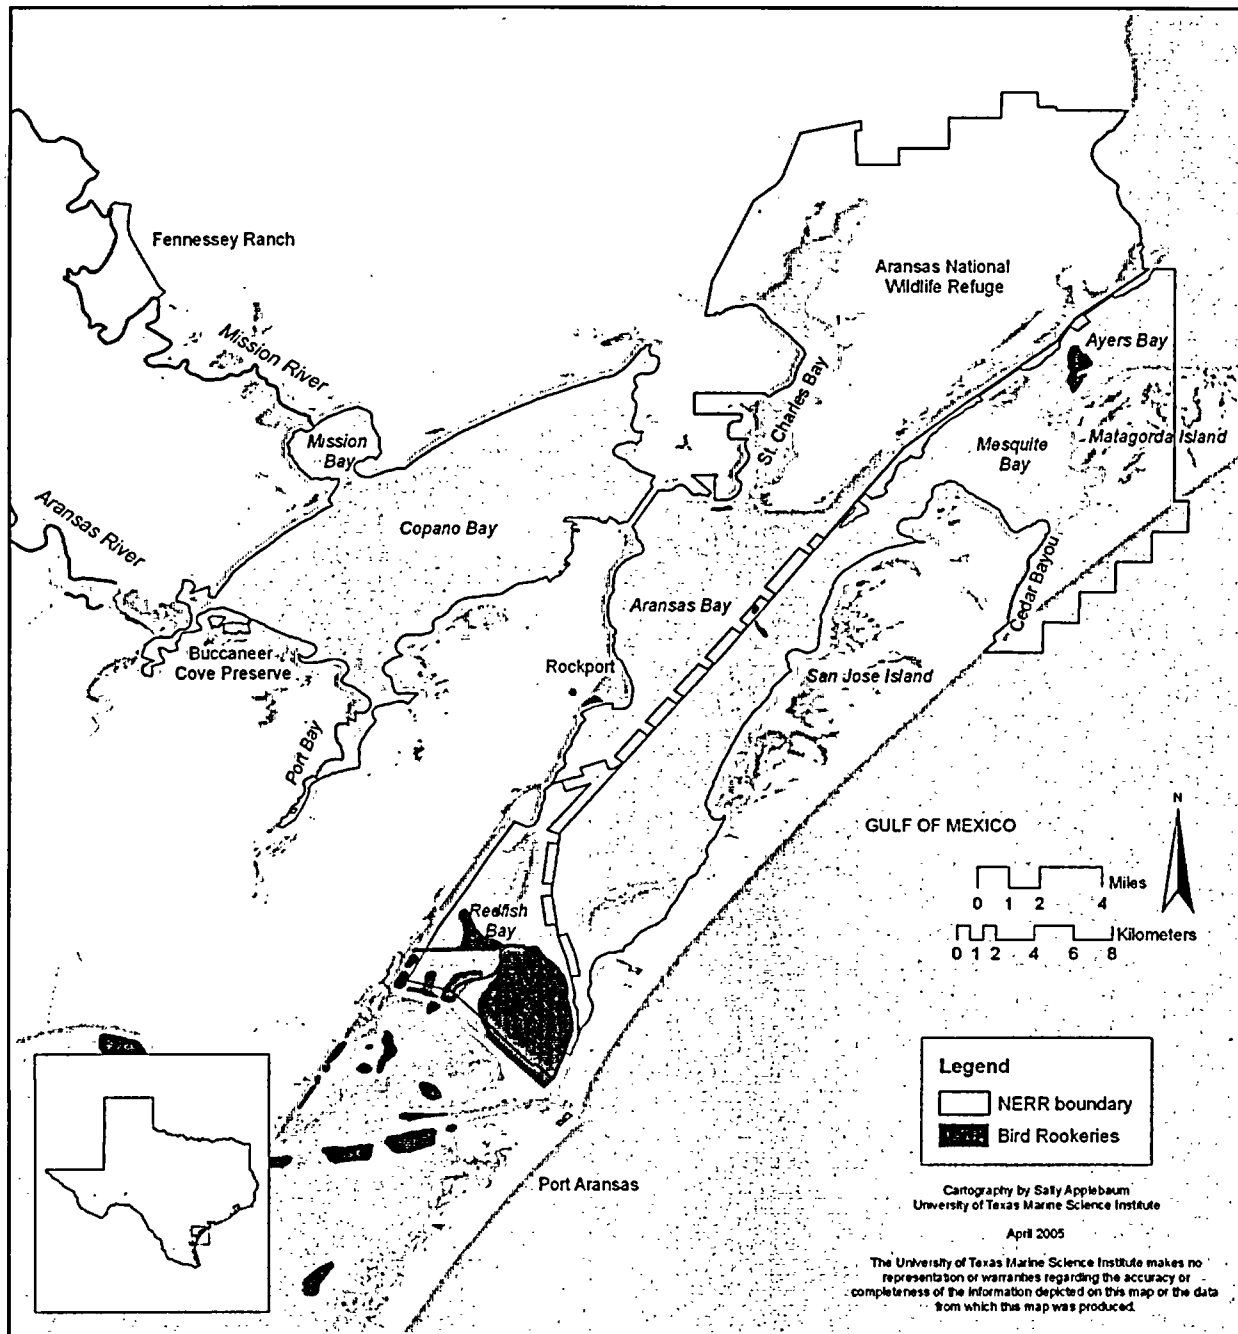 Fennessey Ranch
Mission River
Aransas National
Wildlife Refuge
Ayers Bay
Mission
Bay
St. Charles Bay
Mesquite
Bay
Matagorda Island
Aransas River
Copano Bay
Cedar Bayou
Aransas Bay
Buccaneer
Cove Preserve
Rockport
San Jose Island
Port Bay
GULF OF MEXICO
N
Miles
0 1 2 4
Kilometers
0 1 2 4 6 8
Redfish
Bay
Legend
NERR boundary
Bird Rookeries
Port Aransas
Cartography by Sally Applebaum
University of Texas Marine Science Institute
April 2005
The University of Texas Marine Science Institute makes no
representation or warranties regarding the accuracy or
completeness of the information depicted on this map or the data
from which this map was produced.